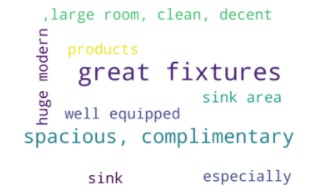 ,large room, clean, decent
huge modern
products
great fixtures
sink area
well equipped
spacious, complimentary
sink
especially